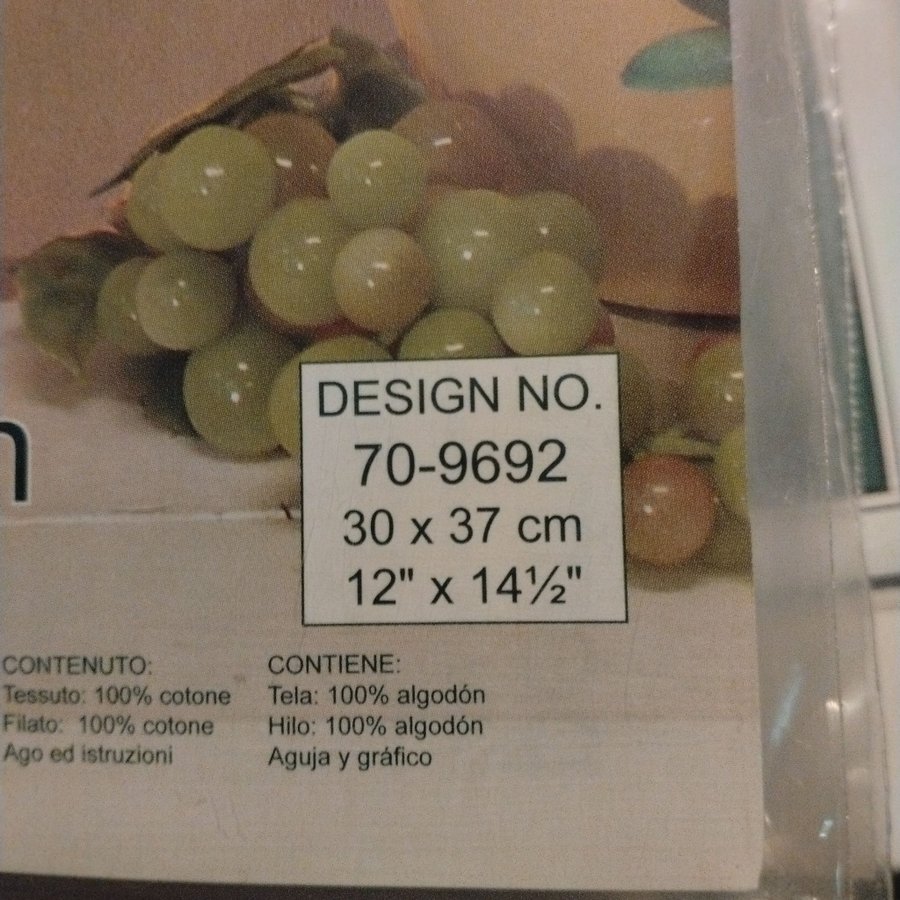 DESIGN NO.
70-9692
30 x 37 cm
12" x 14½"
CONTENUTO:
Tessuto: 100% cotone
Filato: 100% cotone
Ago ed istruzioni
CONTIENE:
Tela: 100% algodón
Hilo: 100% algodón
Aguja y gráfico